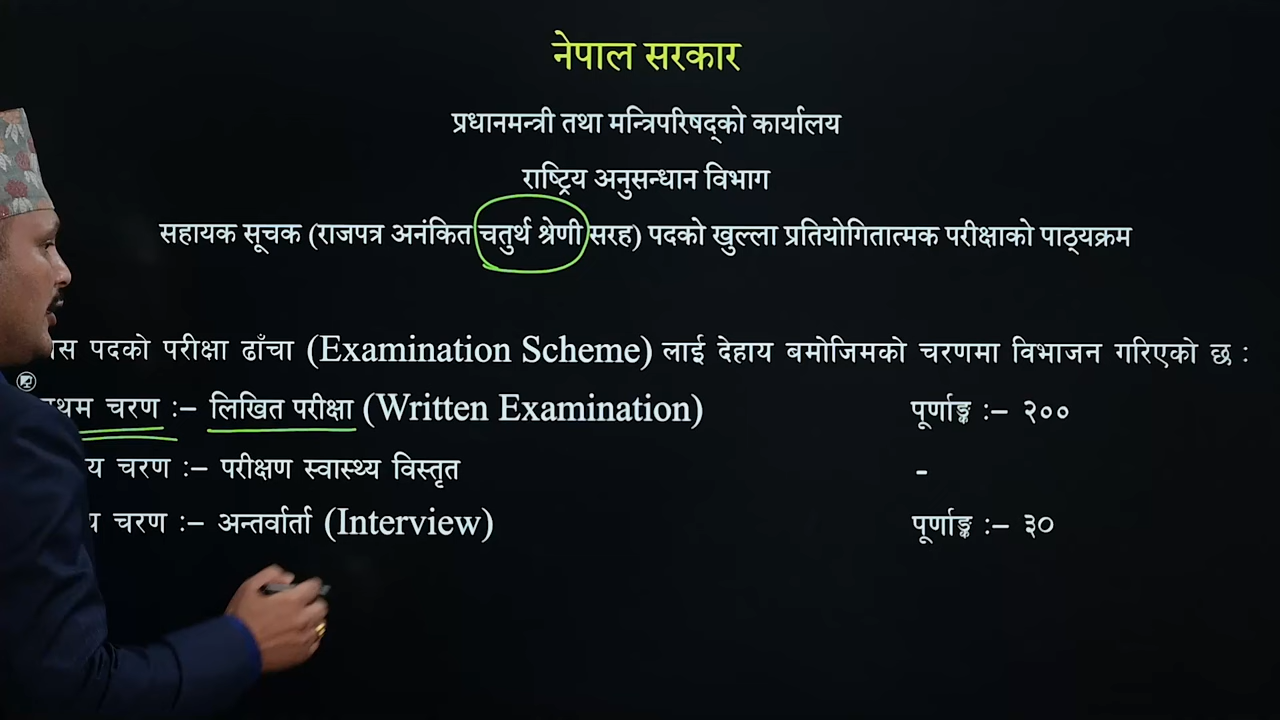 नेपाल सरकार
प्रधानमन्त्री तथा मन्त्रिपरिषद्को कार्यालय
राष्ट्रिय अनुसन्धान विभाग
सहायक सूचक (राजपत्र अनंकित चतुर्थ श्रेणी सरह) पदको खुल्ला प्रतियोगितात्मक परीक्षाको पाठ्यक्रम
पदको परीक्षा ढाँचा (Examination Scheme) लाई देहाय बमोजिमको चरणमा विभाजन गरिएको छ :
चरण :– लिखित परीक्षा (Written Examination) पूर्णाङ्क :– २००
चरण :– परीक्षण स्वास्थ्य विस्तृत -
चरण :– अन्तर्वार्ता (Interview) पूर्णाङ्क :– ३०